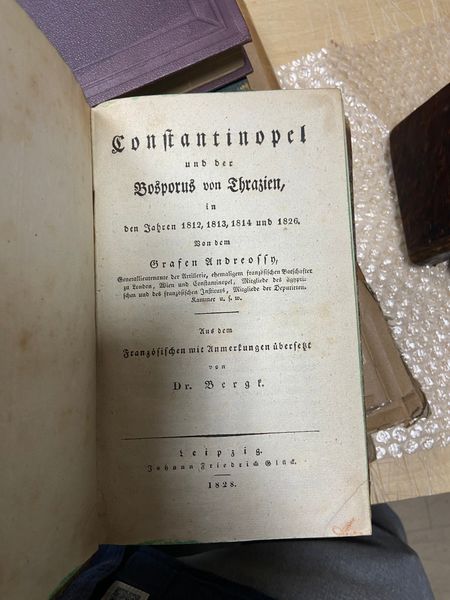 Constantinopel
und der
Bosporus von Thrazien,
in
den Jahren 1812, 1813, 1814 und 1826.
Von dem
Grafen Andreossy,
Generallieutenante der Artillerie, ehemaligem französischen Botschafter
zu London, Wien und Constantinopel, Mitgliede des ägypti-
schen und des französischen Instituts, Mitgliede der Deputirten-
Kammer u. s. w.
Aus dem
Französischen mit Anmerkungen übersetzt
von
Dr. Bergk.
Leipzig.
Johann Friedrich Glück.
1828.